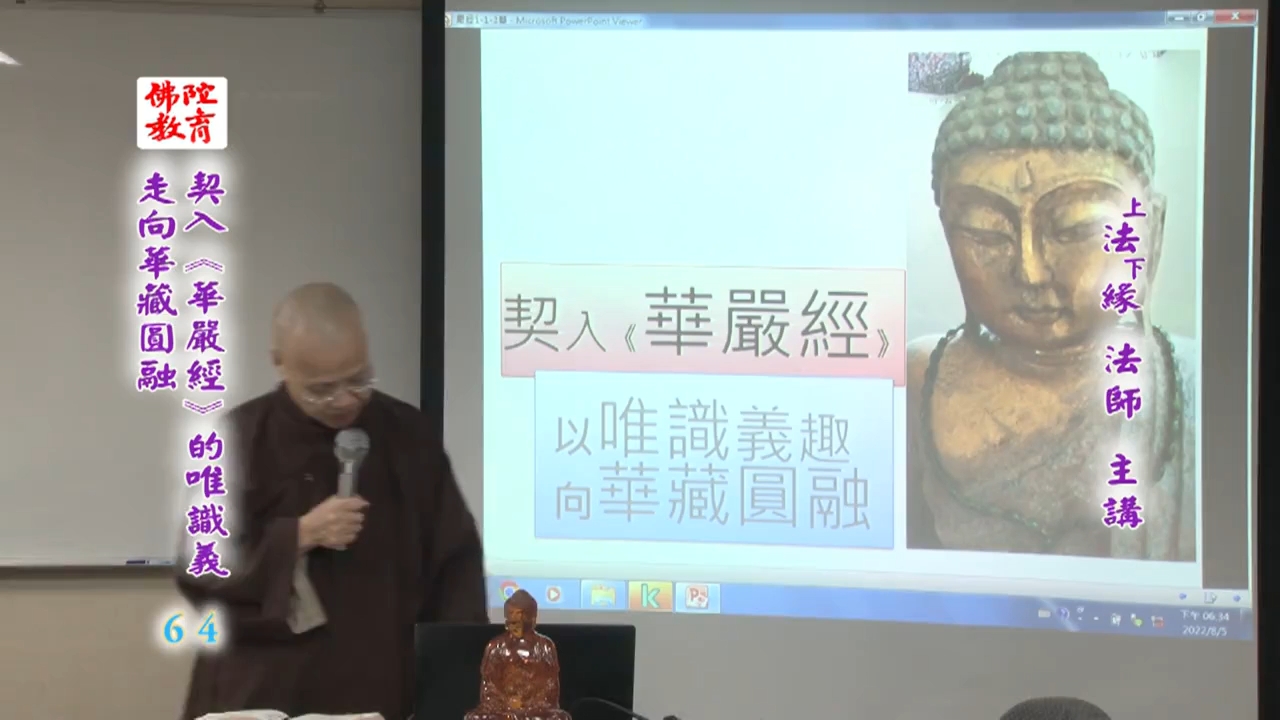 佛陀
教育
契入《華嚴經》的唯識義
走向華藏圓融
64
Microsoft PowerPoint Viewer
契入《華嚴經》
以唯識義趣
向華藏圓融
上法下緣 法師 主講
下午 06:34
2022/8/5